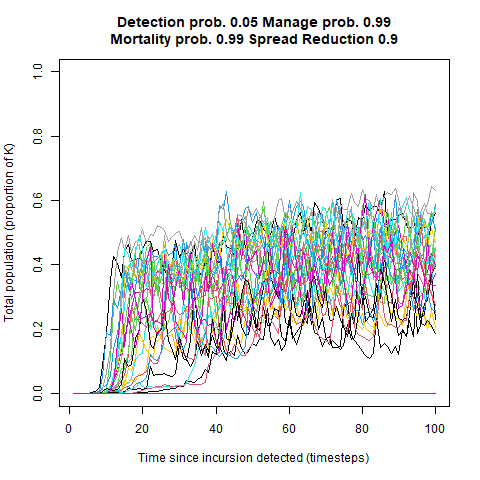 Detection prob. 0.05 Manage prob. 0.99
Mortality prob. 0.99 Spread Reduction 0.9
Total population (proportion of K)
1.0
0.8
0.6
0.4
0.2
0.0
0 20 40 60 80 100
Time since incursion detected (timesteps)